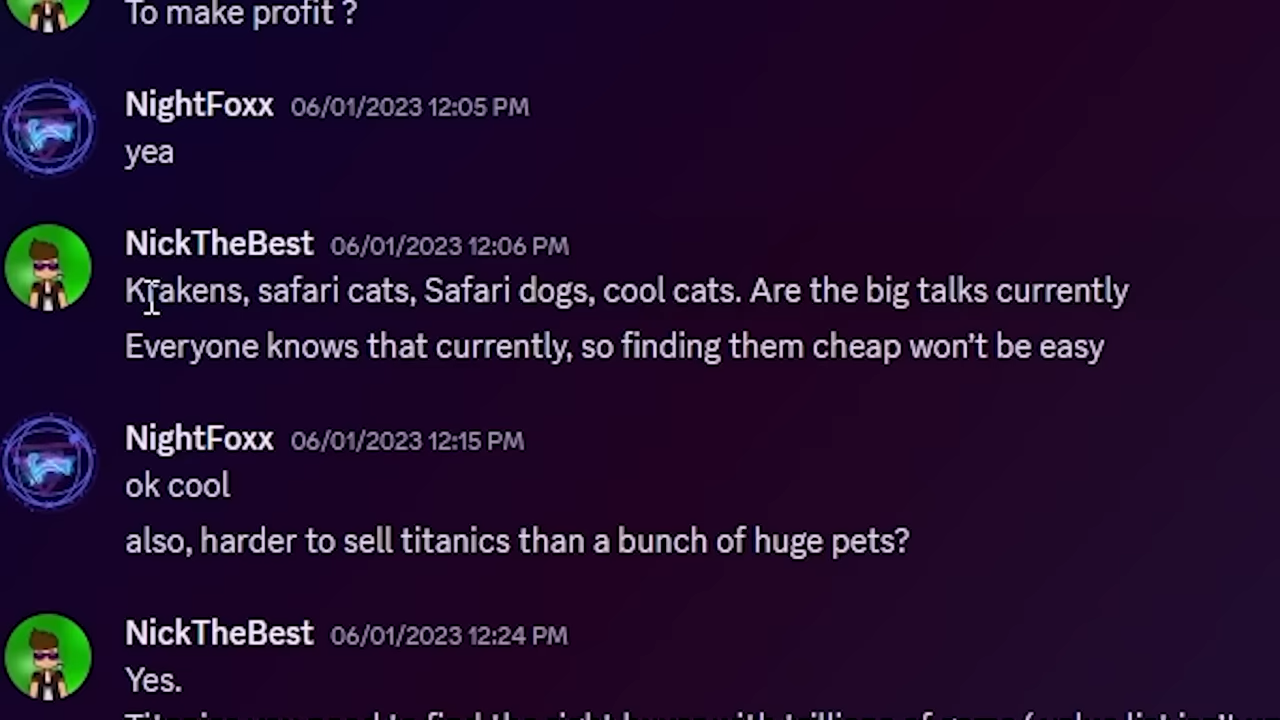 To make profit ?
NightFoxx 06/01/2023 12:05 PM
yea
NickTheBest 06/01/2023 12:06 PM
Krakens, safari cats, Safari dogs, cool cats. Are the big talks currently
Everyone knows that currently, so finding them cheap won’t be easy
NightFoxx 06/01/2023 12:15 PM
ok cool
also, harder to sell titanics than a bunch of huge pets?
NickTheBest 06/01/2023 12:24 PM
Yes.